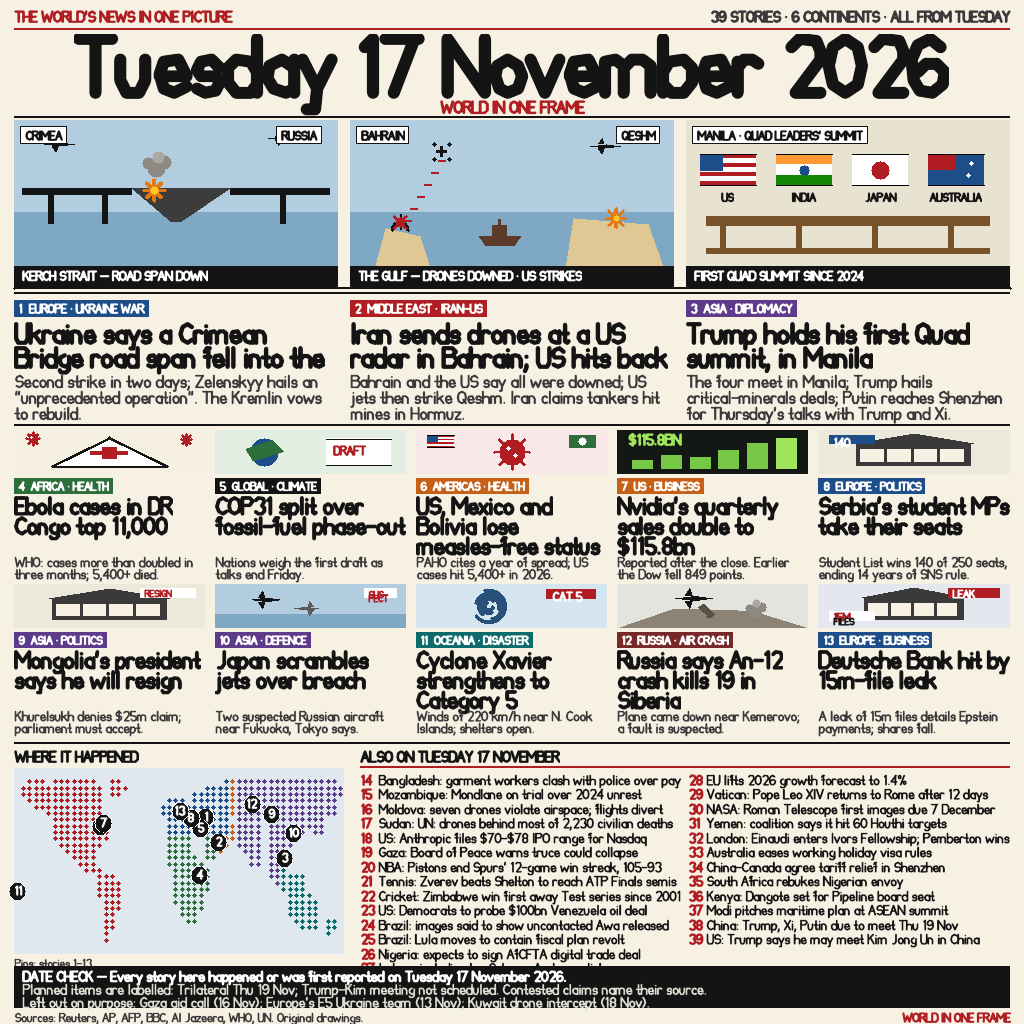 THE WORLD'S NEWS IN ONE PICTURE
39 STORIES · 6 CONTINENTS · ALL FROM TUESDAY
Tuesday 17 November 2026
WORLD IN ONE FRAME
CRIMEA
RUSSIA
KERCH STRAIT — ROAD SPAN DOWN
BAHRAIN
QESHM
THE GULF — DRONES DOWNED · US STRIKES
MANILA · QUAD LEADERS' SUMMIT
US
INDIA
JAPAN
AUSTRALIA
FIRST QUAD SUMMIT SINCE 2024
1 EUROPE · UKRAINE WAR
Ukraine says a Crimean
Bridge road span fell into the
Second strike in two days; Zelenskyy hails an
"unprecedented operation". The Kremlin vows
to rebuild.
2 MIDDLE EAST · IRAN-US
Iran sends drones at a US
radar in Bahrain; US hits back
Bahrain and the US say all were downed; US
jets then strike Qeshm. Iran claims tankers hit
mines in Hormuz.
3 ASIA · DIPLOMACY
Trump holds his first Quad
summit, in Manila
The four meet in Manila; Trump hails
critical-minerals deals; Putin reaches Shenzhen
for Thursday's talks with Trump and Xi.
4 AFRICA · HEALTH
Ebola cases in DR
Congo top 11,000
WHO: cases more than doubled in
three months; 5,400+ died.
DRAFT
5 GLOBAL · CLIMATE
COP31 split over
fossil-fuel phase-out
Nations weigh the first draft as
talks end Friday.
6 AMERICAS · HEALTH
US, Mexico and
Bolivia lose
measles-free status
PAHO cites a year of spread; US
cases hit 5,400+ in 2026.
$115.8BN
7 US · BUSINESS
Nvidia's quarterly
sales double to
$115.8bn
Reported after the close. Earlier
the Dow fell 849 points.
140
8 EUROPE · POLITICS
Serbia's student MPs
take their seats
Student List wins 140 of 250 seats,
ending 14 years of SNS rule.
RESIGN
9 ASIA · POLITICS
Mongolia's president
says he will resign
Khurelsukh denies $25m claim;
parliament must accept.
10 ASIA · DEFENCE
Japan scrambles
jets over breach
Two suspected Russian aircraft
near Fukuoka, Tokyo says.
CAT 5
11 OCEANIA · DISASTER
Cyclone Xavier
strengthens to
Category 5
Winds of 220 km/h near N. Cook
Islands; shelters open.
12 RUSSIA · AIR CRASH
Russia says An-12
crash kills 19 in
Siberia
Plane came down near Kemerovo;
a fault is suspected.
LEAK
15M
FILES
13 EUROPE · BUSINESS
Deutsche Bank hit by
15m-file leak
A leak of 15m files details Epstein
payments; shares fall.
WHERE IT HAPPENED
7
13
8
1
5
12
9
2
10
3
4
11
Pins: stories 1–13
ALSO ON TUESDAY 17 NOVEMBER
14 Bangladesh: garment workers clash with police over pay
15 Mozambique: Mondlane on trial over 2024 unrest
16 Moldova: seven drones violate airspace; flights divert
17 Sudan: UN: drones behind most of 2,230 civilian deaths
18 US: Anthropic files $70-$78 IPO range for Nasdaq
19 Gaza: Board of Peace warns truce could collapse
20 NBA: Pistons end Spurs' 12-game win streak, 105-93
21 Tennis: Zverev beats Shelton to reach ATP Finals semis
22 Cricket: Zimbabwe win first away Test series since 2001
23 US: Democrats to probe $100bn Venezuela oil deal
24 Brazil: images said to show uncontacted Awa released
25 Brazil: Lula moves to contain fiscal plan revolt
26 Nigeria: expects to sign AfCFTA digital trade deal
28 EU lifts 2026 growth forecast to 1.4%
29 Vatican: Pope Leo XIV returns to Rome after 12 days
30 NASA: Roman Telescope first images due 7 December
31 Yemen: coalition says it hit 60 Houthi targets
32 London: Einaudi enters Ivors Fellowship; Pemberton wins
33 Australia eases working holiday visa rules
34 China-Canada agree tariff relief in Shenzhen
35 South Africa rebukes Nigerian envoy
36 Kenya: Dangote set for Pipeline board seat
37 Modi pitches maritime plan at ASEAN summit
38 China: Trump, Xi, Putin due to meet Thu 19 Nov
39 US: Trump says he may meet Kim Jong Un in China
DATE CHECK — Every story here happened or was first reported on Tuesday 17 November 2026.
Planned items are labelled: Trilateral Thu 19 Nov; Trump-Kim meeting not scheduled. Contested claims name their source.
Left out on purpose: Gaza aid call (16 Nov); Europe's E5 Ukraine team (13 Nov); Kuwait drone intercept (18 Nov).
Sources: Reuters, AP, AFP, BBC, Al Jazeera, WHO, UN. Original drawings.
WORLD IN ONE FRAME